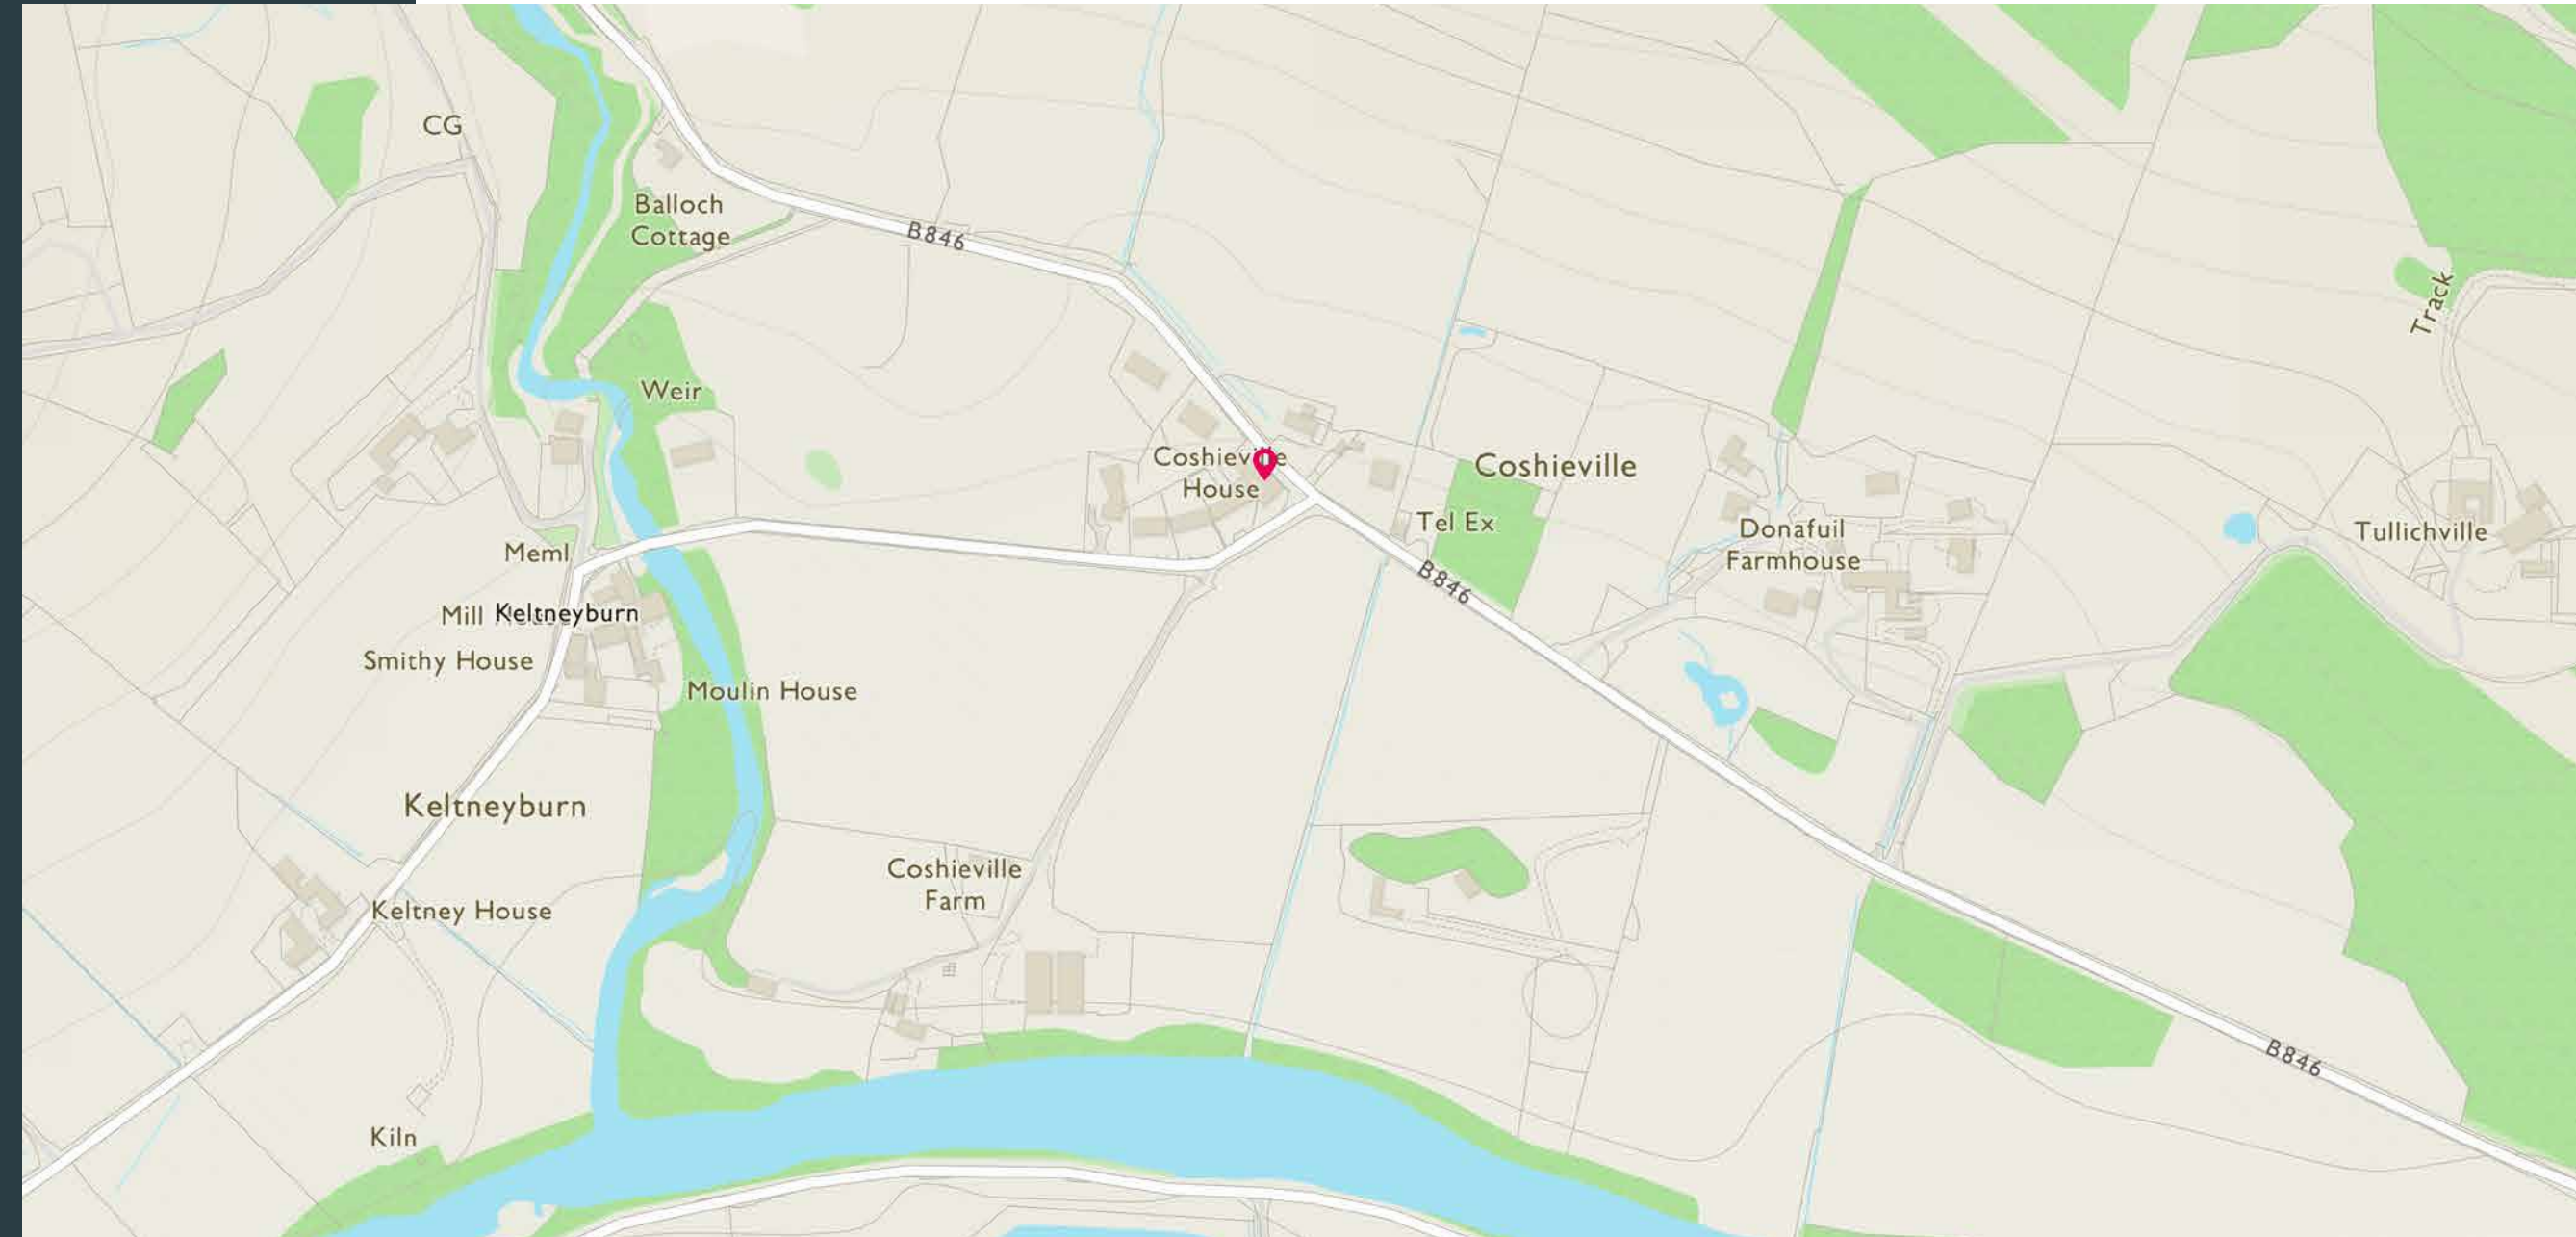 CG
Balloch
Cottage
B846
Track
Weir
Coshieville
House
Coshieville
Tel Ex
Donafuil
Farmhouse
Tullichville
Meml
B846
Mill Keltneyburn
Smithy House
Moulin House
Keltneyburn
Coshieville
Farm
Keltney House
B846
Kiln